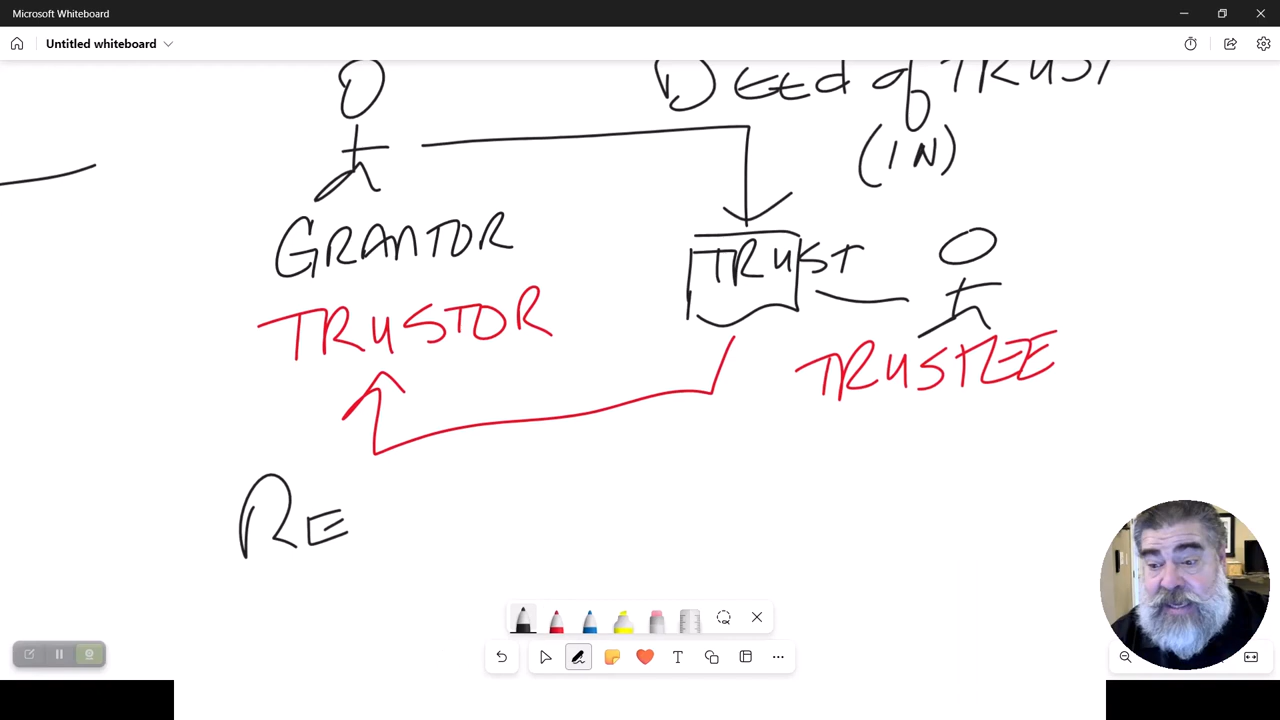 Microsoft Whiteboard
Untitled whiteboard
DEEd of TRUST
(IN)
GRANTOR
TRUST
TRUSTOR
TRUSTEE
RE